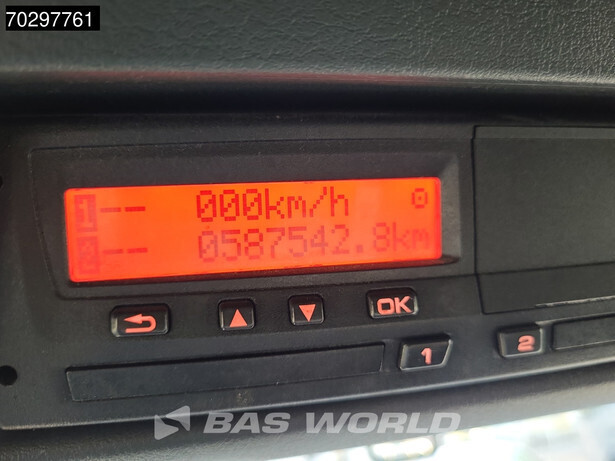 70297761
1 -- 000km/h
2 -- 0587542.8km
OK
1
2
BAS WORLD